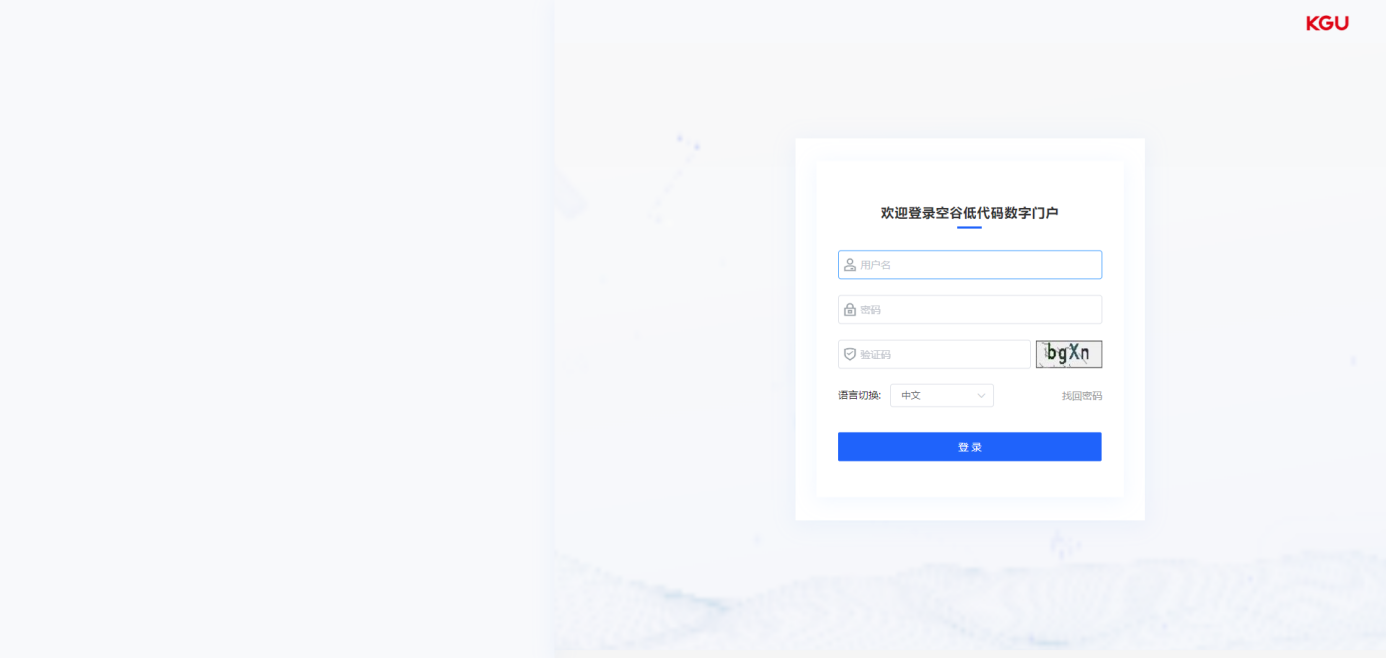 KGU
欢迎登录空谷低代码数字门户
用户名
密码
验证码
bgXn
语言切换: 中文 找回密码
登 录